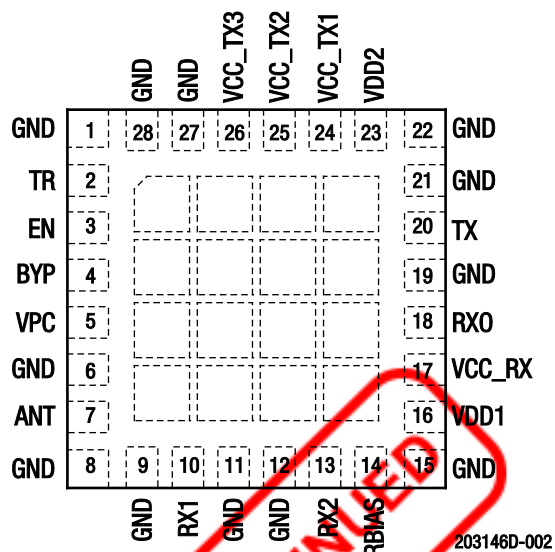 GND GND VCC_TX3 VCC_TX2 VCC_TX1 VDD2
GND 1 28 27 26 25 24 23 22 GND
TR 2 21 GND
EN 3 20 TX
BYP 4 19 GND
VPC 5 18 RXO
GND 6 17 VCC_RX
ANT 7 16 VDD1
GND 8 9 10 11 12 13 14 15 GND
GND RX1 GND GND RX2 RBIAS
203146D-002